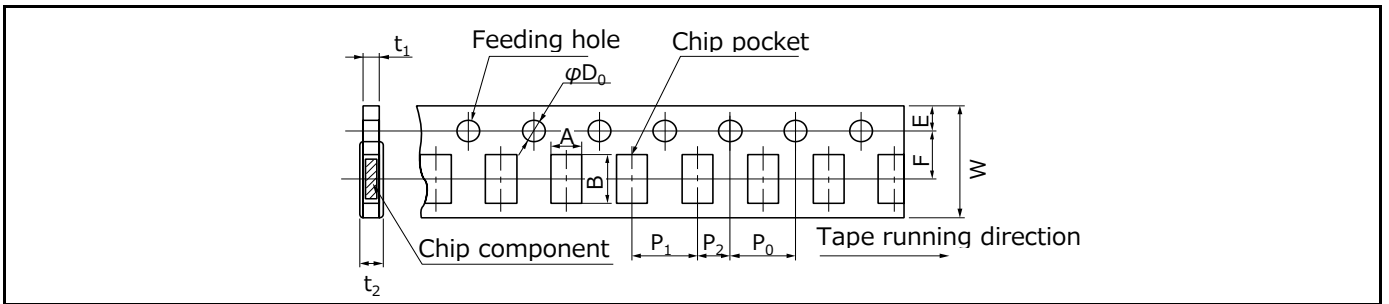 t₁
Feeding hole
Chip pocket
φD₀
A
B
E
F
W
P₁
P₂
P₀
Tape running direction
Chip component
t₂